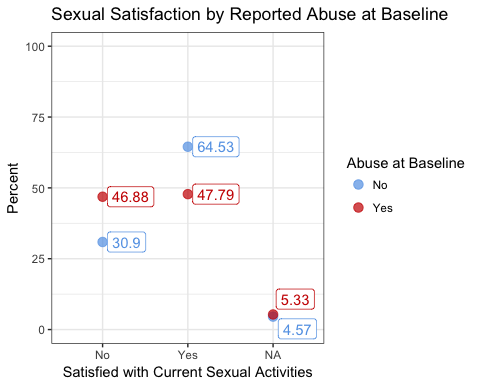 Sexual Satisfaction by Reported Abuse at Baseline
100
75
50
25
0
Percent
64.53
46.88
47.79
30.9
5.33
4.57
No Yes NA
Satisfied with Current Sexual Activities
Abuse at Baseline
No
Yes